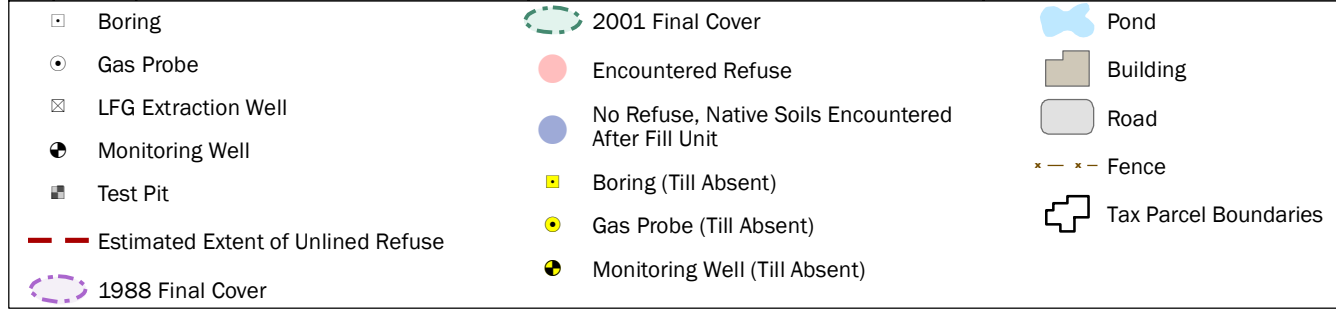 Boring
Gas Probe
LFG Extraction Well
Monitoring Well
Test Pit
Estimated Extent of Unlined Refuse
1988 Final Cover
2001 Final Cover
Encountered Refuse
No Refuse, Native Soils Encountered
After Fill Unit
Boring (Till Absent)
Gas Probe (Till Absent)
Monitoring Well (Till Absent)
Pond
Building
Road
Fence
Tax Parcel Boundaries